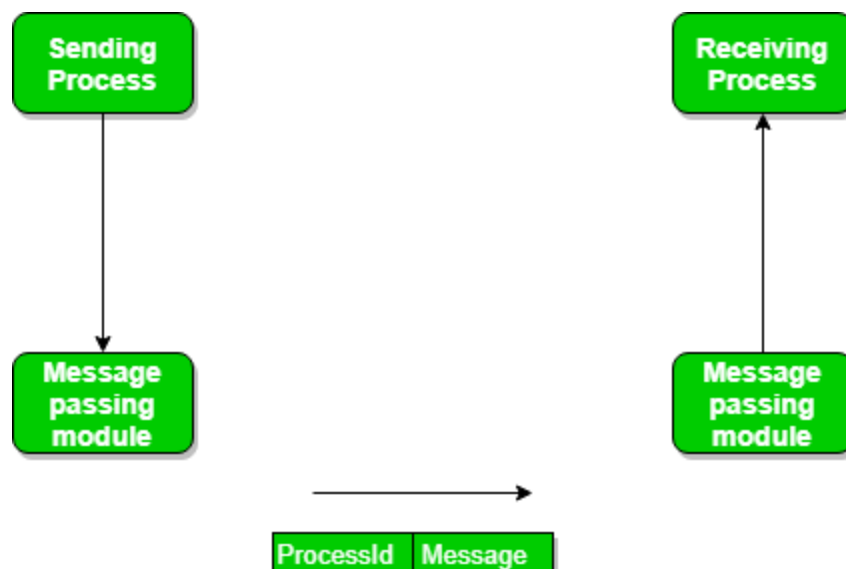 Sending
Process
Receiving
Process
Message
passing
module
Message
passing
module
ProcessId
Message